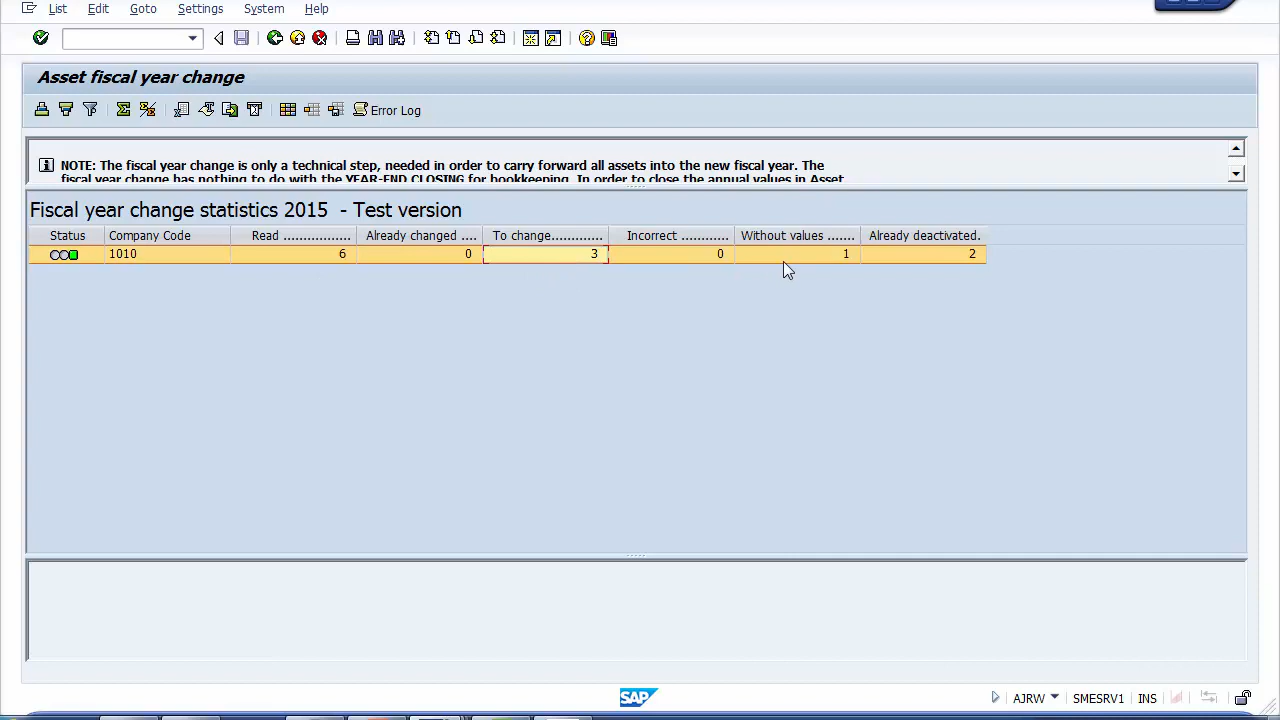 List Edit Goto Settings System Help
Asset fiscal year change
Error Log
NOTE: The fiscal year change is only a technical step, needed in order to carry forward all assets into the new fiscal year. The
fiscal year change has nothing to do with the YEAR-END CLOSING for bookkeeping. In order to close the annual values in Asset
Fiscal year change statistics 2015 - Test version
Status Company Code Read ................ Already changed .... To change............ Incorrect ............ Without values ....... Already deactivated.
1010 6 0 3 0 1 2
SAP AJRW SMESRV1 INS